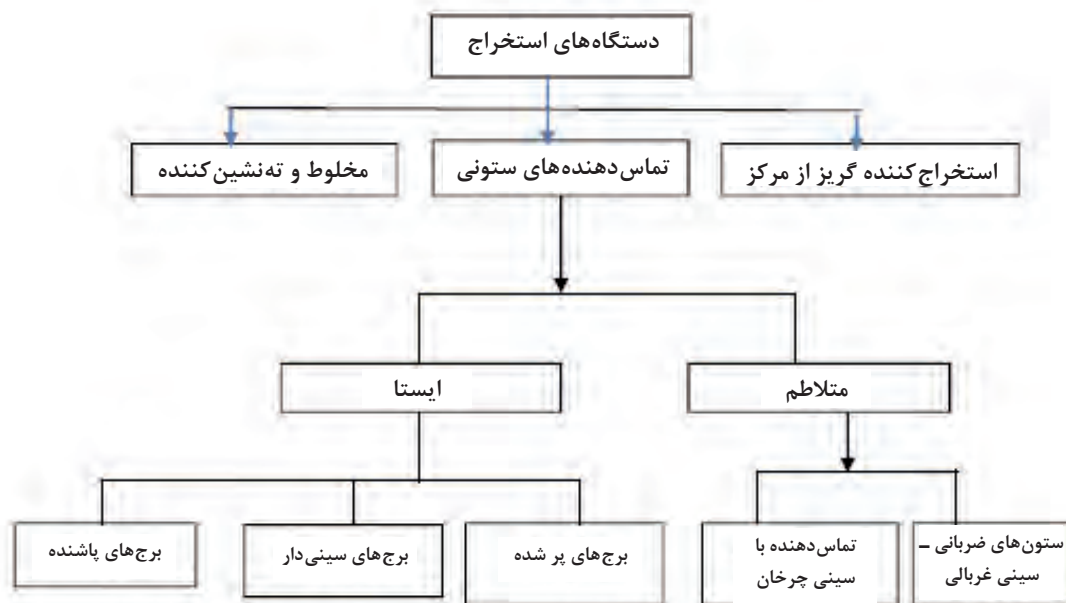 دستگاه‌های استخراج
استخراج‌کننده گریز از مرکز
تماس‌دهنده‌های ستونی
مخلوط و ته‌نشین‌کننده
متلاطم
ایستا
ستون‌های ضربانی –
سینی غربالی
تماس‌دهنده با
سینی چرخان
برج‌های پر شده
برج‌های سینی‌دار
برج‌های پاشنده